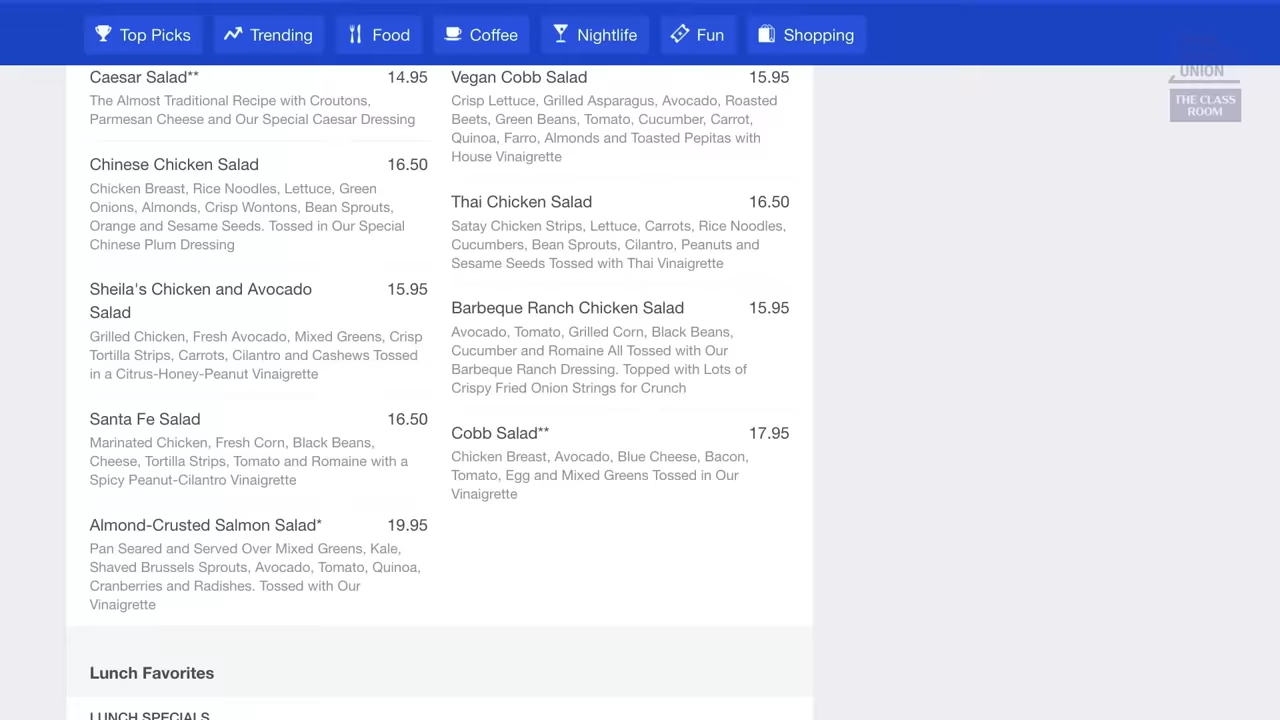 Top Picks
Trending
Food
Coffee
Nightlife
Fun
Shopping
UNION
THE CLASS
ROOM
Caesar Salad** 14.95
The Almost Traditional Recipe with Croutons,
Parmesan Cheese and Our Special Caesar Dressing
Chinese Chicken Salad 16.50
Chicken Breast, Rice Noodles, Lettuce, Green
Onions, Almonds, Crisp Wontons, Bean Sprouts,
Orange and Sesame Seeds. Tossed in Our Special
Chinese Plum Dressing
Sheila's Chicken and Avocado 15.95
Salad
Grilled Chicken, Fresh Avocado, Mixed Greens, Crisp
Tortilla Strips, Carrots, Cilantro and Cashews Tossed
in a Citrus-Honey-Peanut Vinaigrette
Santa Fe Salad 16.50
Marinated Chicken, Fresh Corn, Black Beans,
Cheese, Tortilla Strips, Tomato and Romaine with a
Spicy Peanut-Cilantro Vinaigrette
Almond-Crusted Salmon Salad* 19.95
Pan Seared and Served Over Mixed Greens, Kale,
Shaved Brussels Sprouts, Avocado, Tomato, Quinoa,
Cranberries and Radishes. Tossed with Our
Vinaigrette
Vegan Cobb Salad 15.95
Crisp Lettuce, Grilled Asparagus, Avocado, Roasted
Beets, Green Beans, Tomato, Cucumber, Carrot,
Quinoa, Farro, Almonds and Toasted Pepitas with
House Vinaigrette
Thai Chicken Salad 16.50
Satay Chicken Strips, Lettuce, Carrots, Rice Noodles,
Cucumbers, Bean Sprouts, Cilantro, Peanuts and
Sesame Seeds Tossed with Thai Vinaigrette
Barbeque Ranch Chicken Salad 15.95
Avocado, Tomato, Grilled Corn, Black Beans,
Cucumber and Romaine All Tossed with Our
Barbeque Ranch Dressing. Topped with Lots of
Crispy Fried Onion Strings for Crunch
Cobb Salad** 17.95
Chicken Breast, Avocado, Blue Cheese, Bacon,
Tomato, Egg and Mixed Greens Tossed in Our
Vinaigrette
Lunch Favorites
LUNCH SPECIALS